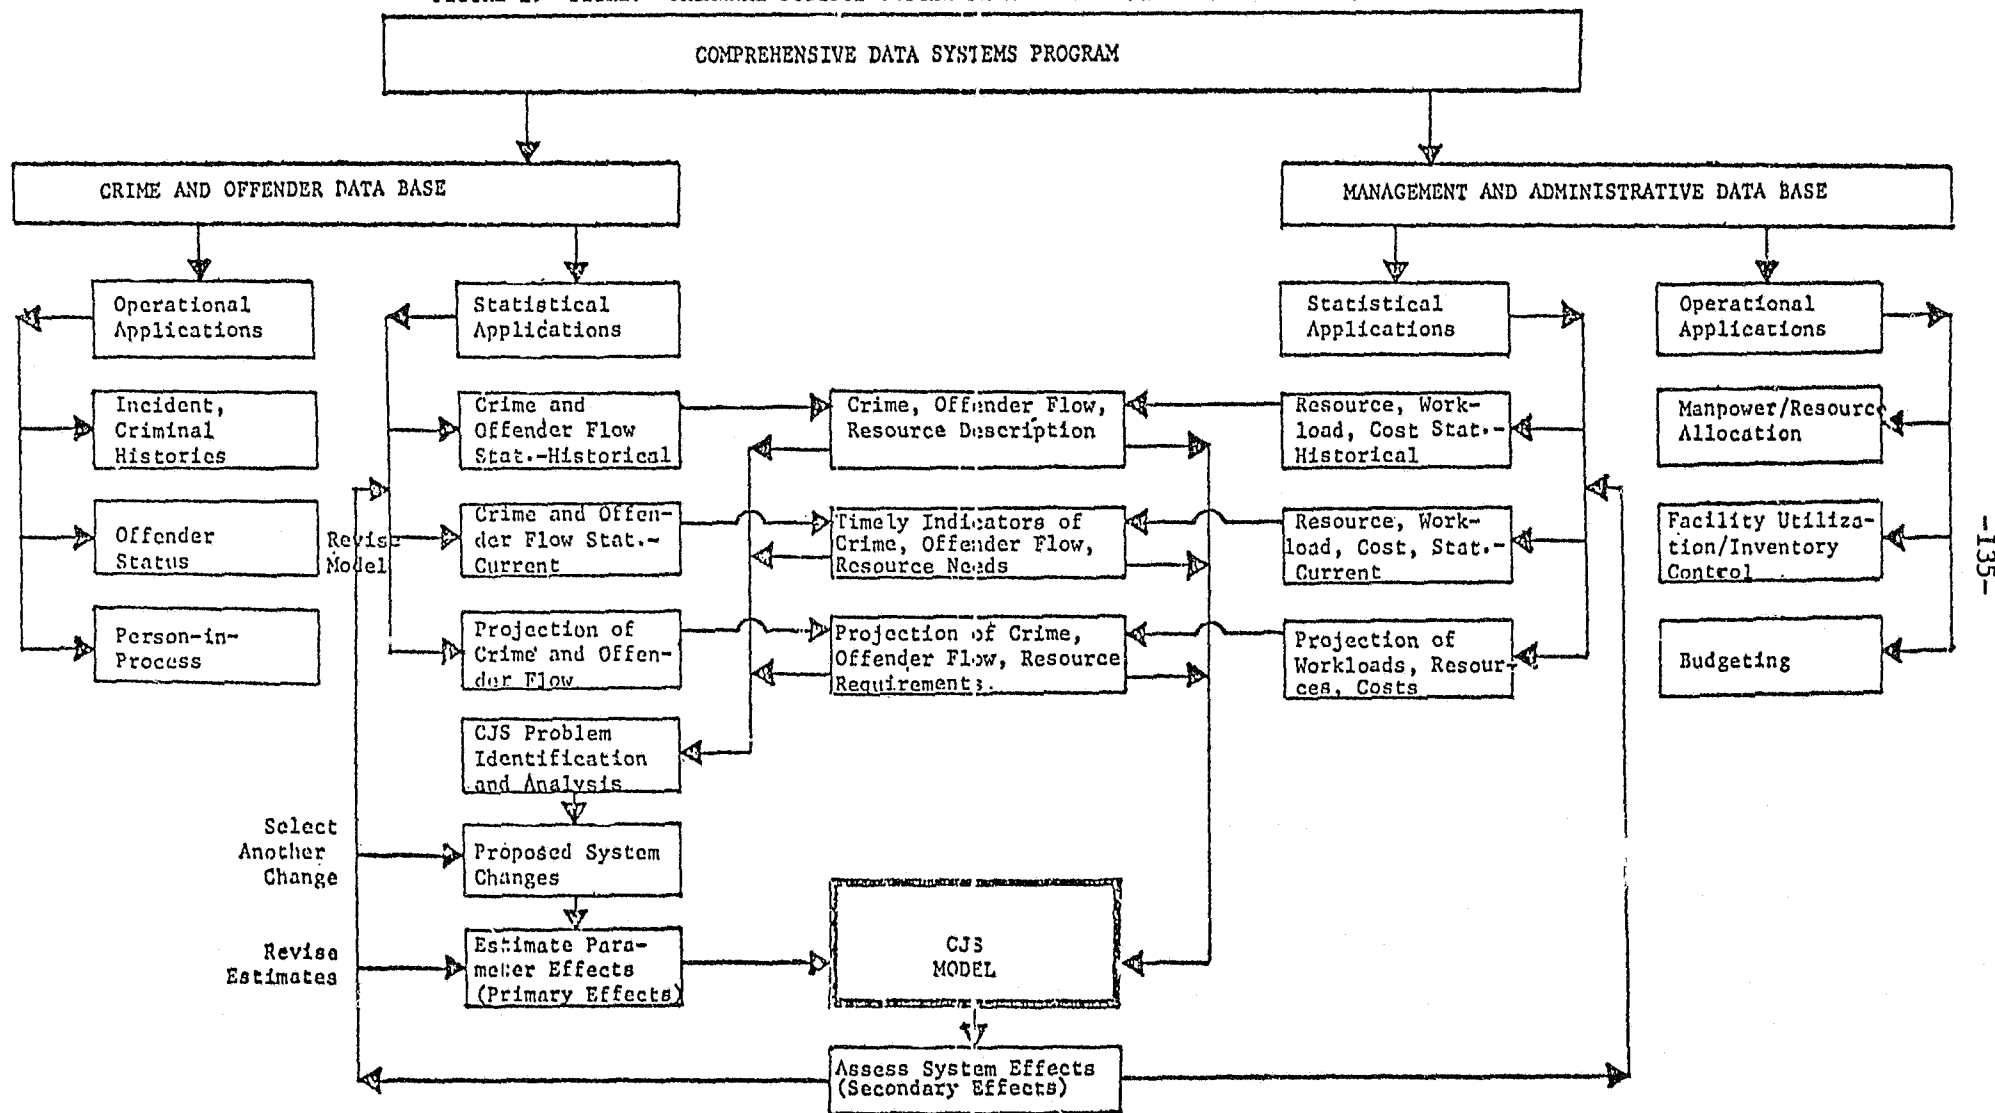 COMPREHENSIVE DATA SYSTEMS PROGRAM
CRIME AND OFFENDER DATA BASE
MANAGEMENT AND ADMINISTRATIVE DATA BASE
Operational
Applications
Statistical
Applications
Statistical
Applications
Operational
Applications
Incident,
Criminal
Histories
Crime and
Offender Flow
Stat.-Historical
Crime, Offender Flow,
Resource Description
Resource, Work-
load, Cost Stat.-
Historical
Manpower/Resource
Allocation
Offender
Status
Revise
Model
Crime and Offen-
der Flow Stat.-
Current
Timely Indicators of
Crime, Offender Flow,
Resource Needs
Resource, Work-
load, Cost, Stat.-
Current
Facility Utiliza-
tion/Inventory
Control
-135-
Person-in-
Process
Projection of
Crime and Offen-
der Flow
Projection of Crime,
Offender Flow, Resource
Requirements.
Projection of
Workloads, Resour-
ces, Costs
Budgeting
CJS Problem
Identification
and Analysis
Select
Another
Change
Proposed System
Changes
Revise
Estimates
Estimate Para-
meter Effects
(Primary Effects)
CJS
MODEL
Assess System Effects
(Secondary Effects)